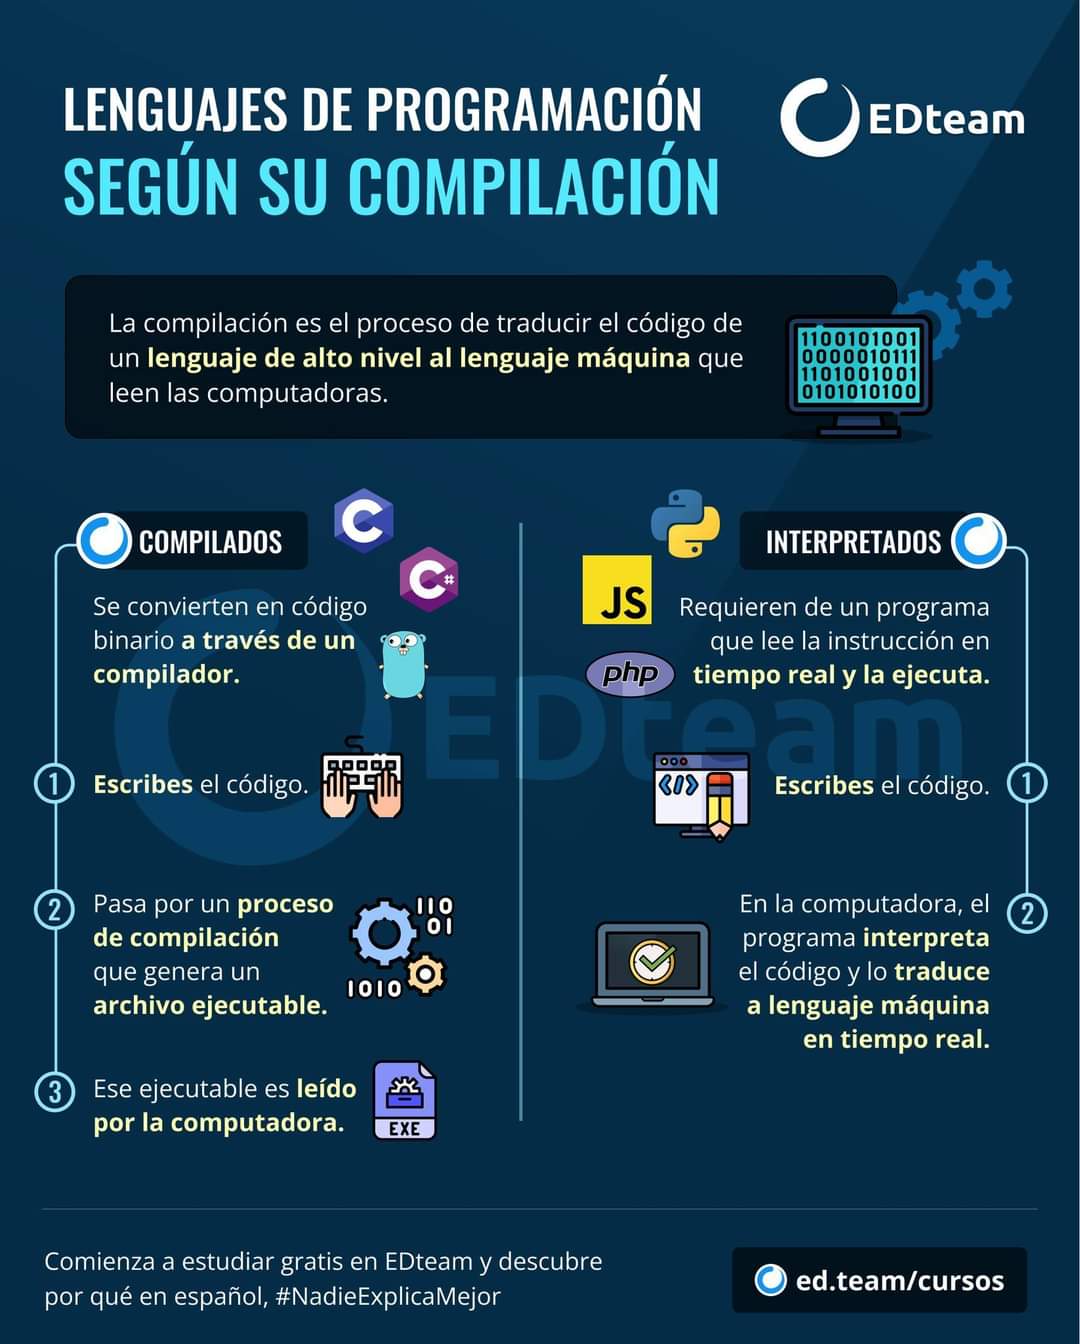 LENGUAJES DE PROGRAMACIÓN
SEGÚN SU COMPILACIÓN
EDteam
La compilación es el proceso de traducir el código de
un lenguaje de alto nivel al lenguaje máquina que
leen las computadoras.
1100101001
0000010111
1101001001
0101010100
COMPILADOS
C
C#
Se convierten en código
binario a través de un
compilador.
1
Escribes el código.
2
Pasa por un proceso
de compilación
que genera un
archivo ejecutable.
110
01
1010
3
Ese ejecutable es leído
por la computadora.
EXE
INTERPRETADOS
JS
php
Requieren de un programa
que lee la instrucción en
tiempo real y la ejecuta.
EDteam
</>
Escribes el código.
1
En la computadora, el
programa interpreta
el código y lo traduce
a lenguaje máquina
en tiempo real.
2
Comienza a estudiar gratis en EDteam y descubre
por qué en español, #NadieExplicaMejor
ed.team/cursos